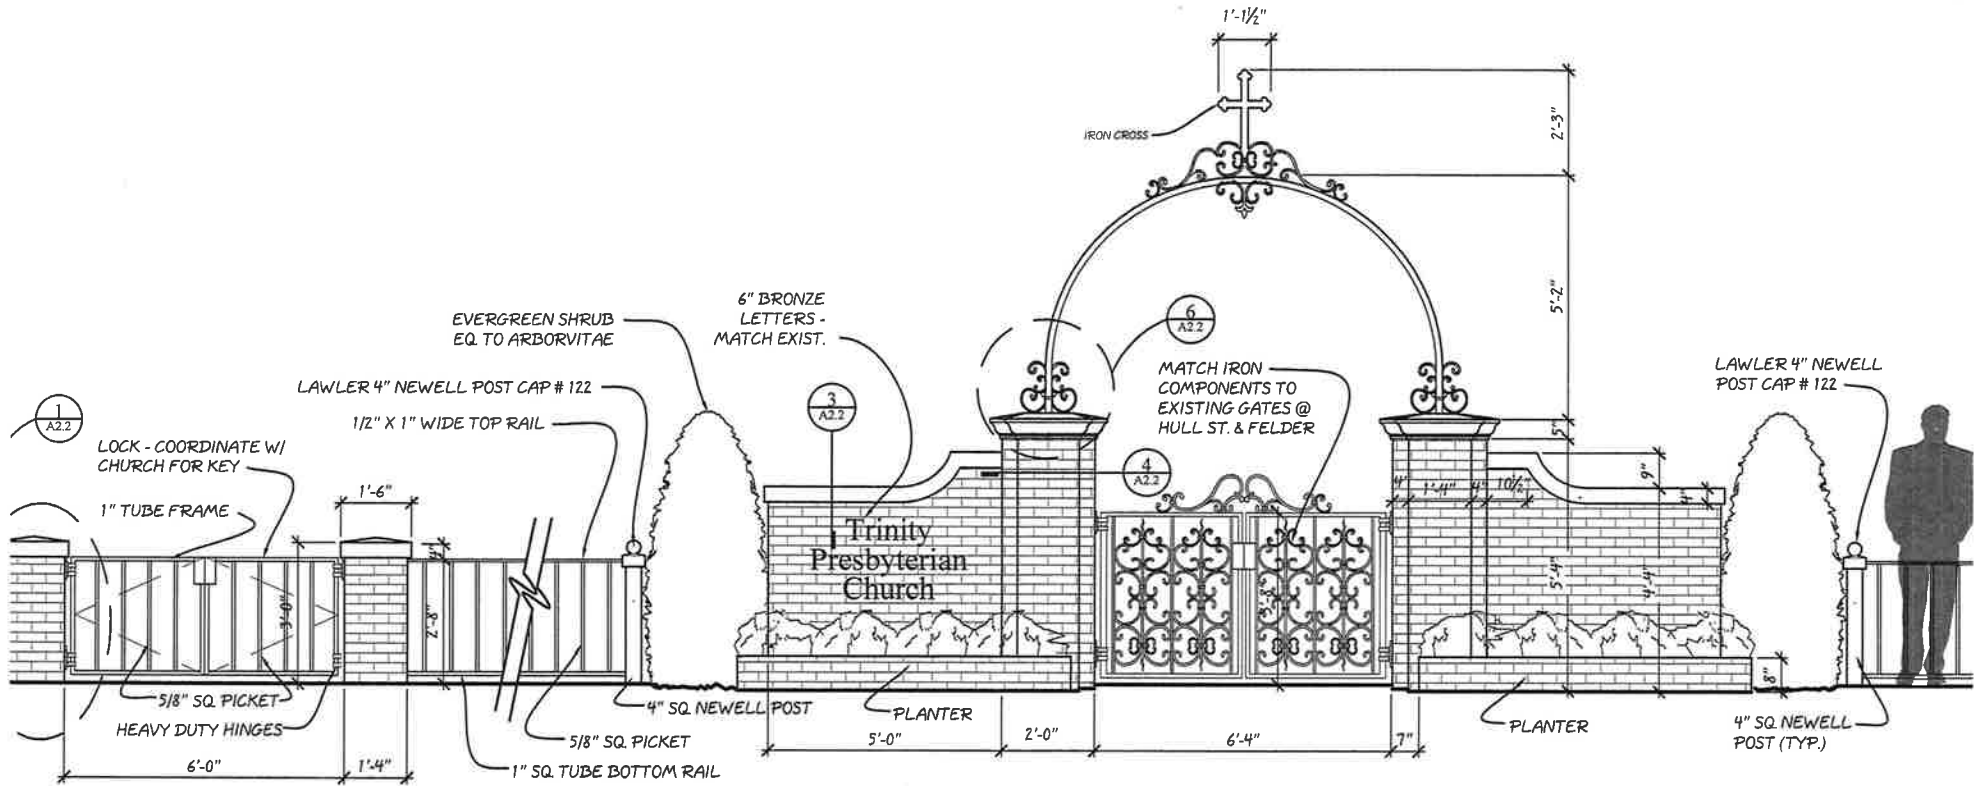 1'-1½"
IRON CROSS
2'-3"
5'-2"
6" BRONZE
LETTERS -
MATCH EXIST.
EVERGREEN SHRUB
EQ TO ARBORVITAE
6
A2.2
MATCH IRON
COMPONENTS TO
EXISTING GATES @
HULL ST. & FELDER
LAWLER 4" NEWELL
POST CAP # 122
LAWLER 4" NEWELL POST CAP # 122
3
A2.2
1
A2.2
1/2" X 1" WIDE TOP RAIL
LOCK - COORDINATE W/
CHURCH FOR KEY
4
A2.2
5"
1'-6"
1" TUBE FRAME
4"
1'-4"
4"
10½"
9"
4"
Trinity
Presbyterian
Church
4"
3'-0"
2'-8"
3'-8"
5'-4"
4'-4"
8"
5/8" SQ. PICKET
HEAVY DUTY HINGES
4" SQ NEWELL POST
PLANTER
PLANTER
4" SQ NEWELL
POST (TYP.)
5/8" SQ. PICKET
1" SQ. TUBE BOTTOM RAIL
5'-0"
2'-0"
6'-4"
7"
6'-0"
1'-4"